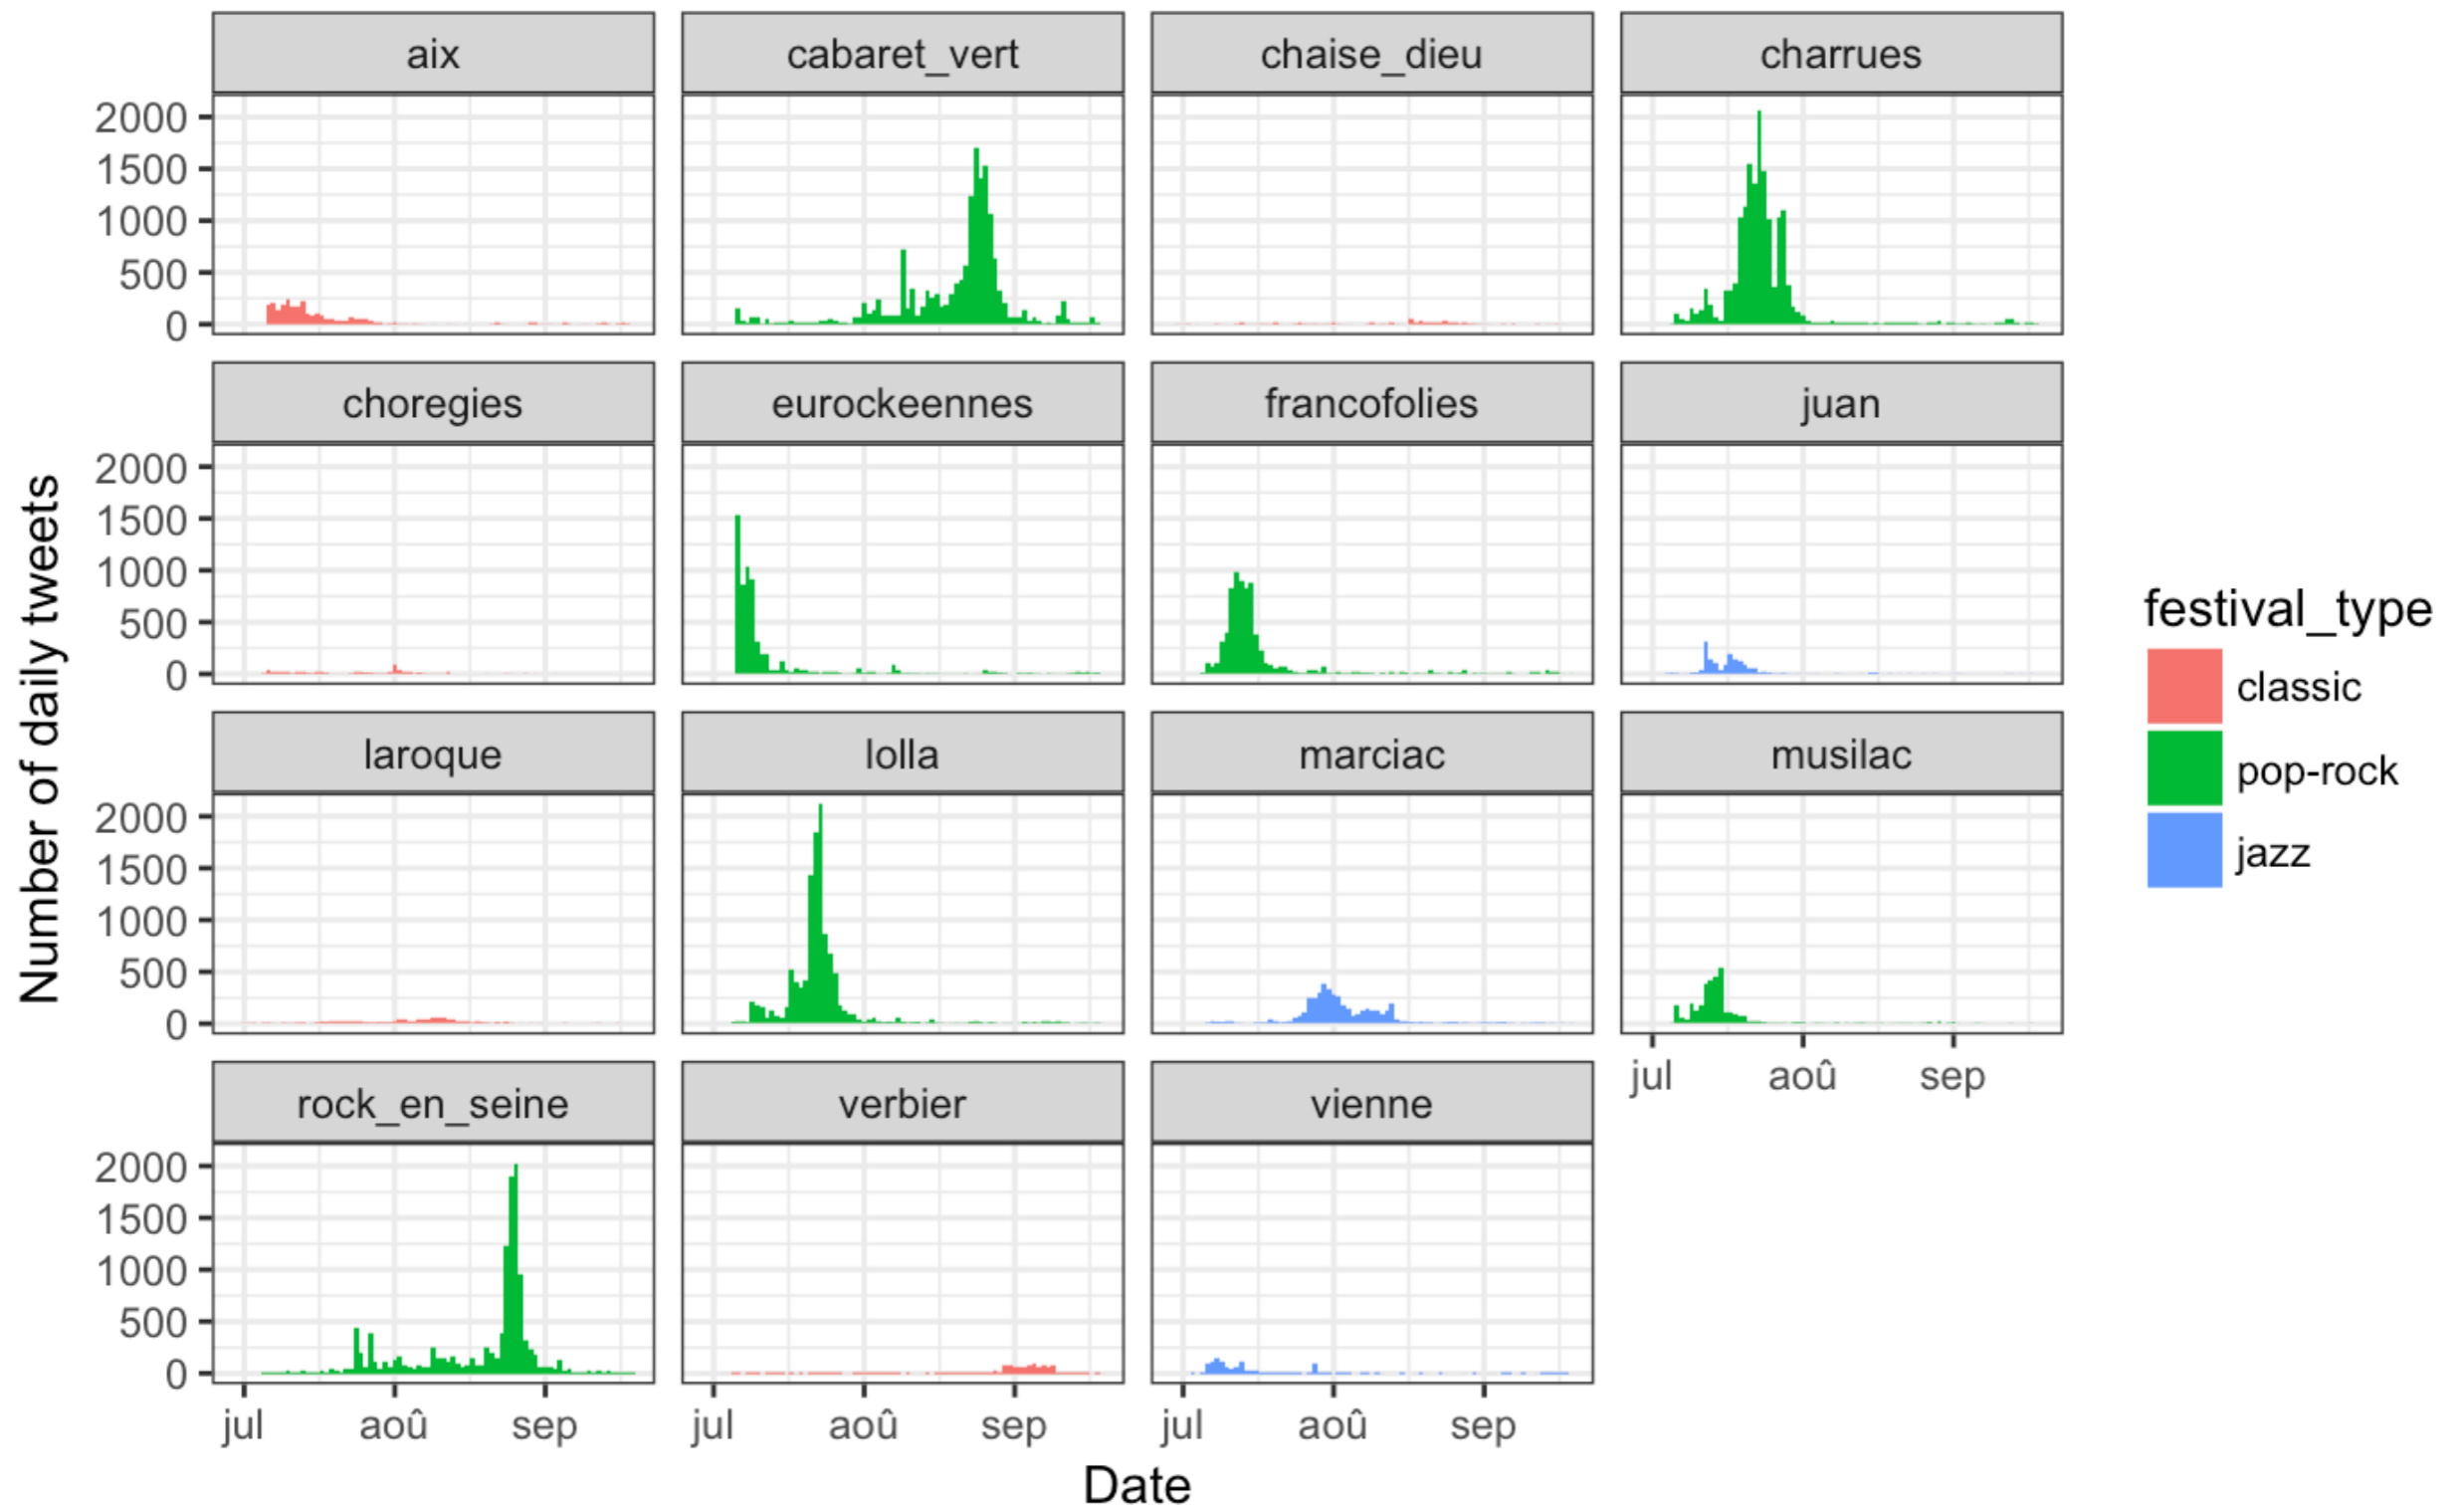 aix cabaret_vert chaise_dieu charrues
2000
1500
1000
500
0
choregies eurockeennes francofolies juan
2000
1500
1000
500
0
laroque lolla marciac musilac
2000
1500
1000
500
0
jul aoû sep
rock_en_seine verbier vienne
2000
1500
1000
500
0
jul aoû sep jul aoû sep jul aoû sep
Date
Number of daily tweets
festival_type
classic
pop-rock
jazz